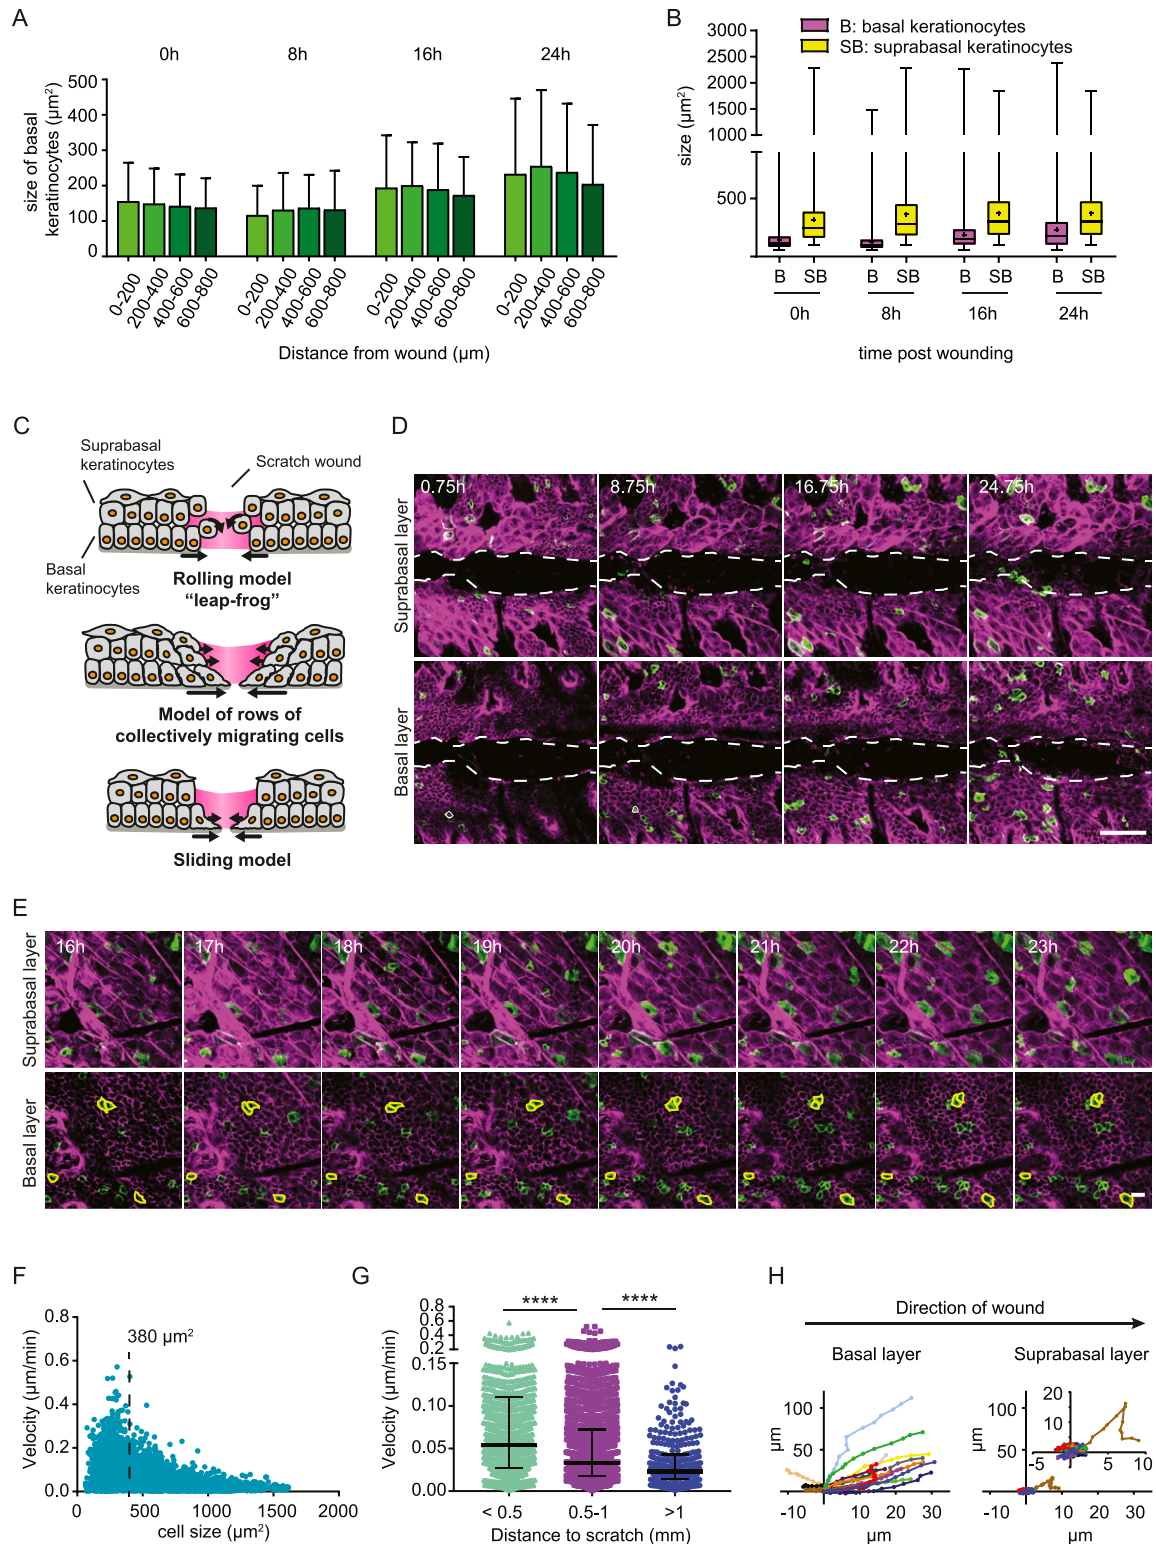 A
0h 8h 16h 24h
size of basal
keratinocytes (µm²)
500
400
300
200
100
0
0-200 200-400 400-600 600-800 0-200 200-400 400-600 600-800 0-200 200-400 400-600 600-800 0-200 200-400 400-600 600-800
Distance from wound (µm)
B
B: basal kerationocytes
SB: suprabasal keratinocytes
size (µm²)
3000
2500
2000
1500
1000
500
B SB B SB B SB B SB
0h 8h 16h 24h
time post wounding
C
Suprabasal
keratinocytes
Scratch wound
Basal
keratinocytes
Rolling model
“leap-frog”
Model of rows of
collectively migrating cells
Sliding model
D
Suprabasal layer
0.75h 8.75h 16.75h 24.75h
Basal layer
E
Suprabasal layer
16h 17h 18h 19h 20h 21h 22h 23h
Basal layer
F
Velocity (µm/min)
0.8
0.6
0.4
0.2
0.0
380 µm²
0 500 1000 1500 2000
cell size (µm²)
G
**** ****
Velocity (µm/min)
0.8
0.6
0.4
0.2
0.15
0.10
0.05
0.00
< 0.5 0.5-1 >1
Distance to scratch (mm)
H
Direction of wound
Basal layer
µm
100
50
-10 10 20 30
µm
Suprabasal layer
µm
100
50
20
10
-5 5 10
-10 10 20 30
µm